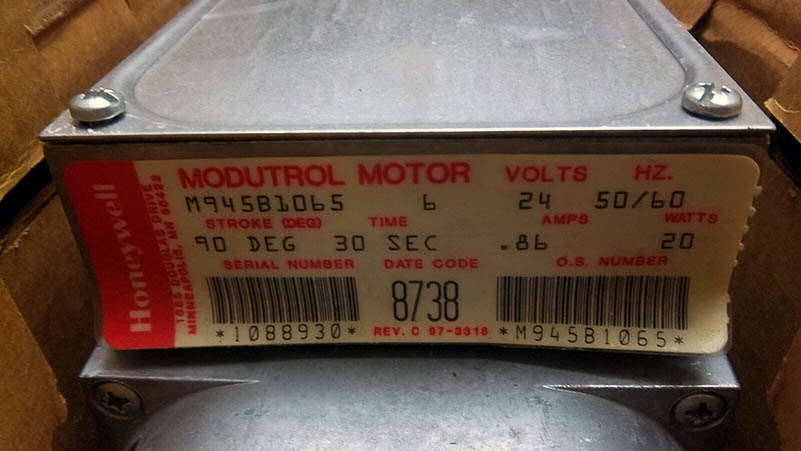 Honeywell
1885 DOUGLAS DRIVE
MINNEAPOLIS, MN 55422
MODUTROL MOTOR VOLTS HZ.
M945B1065 6 24 50/60
STROKE (DEG) TIME AMPS WATTS
90 DEG 30 SEC .86 20
SERIAL NUMBER DATE CODE O.S. NUMBER
8738
*1088930* REV. C 97-3318 *M945B1065*